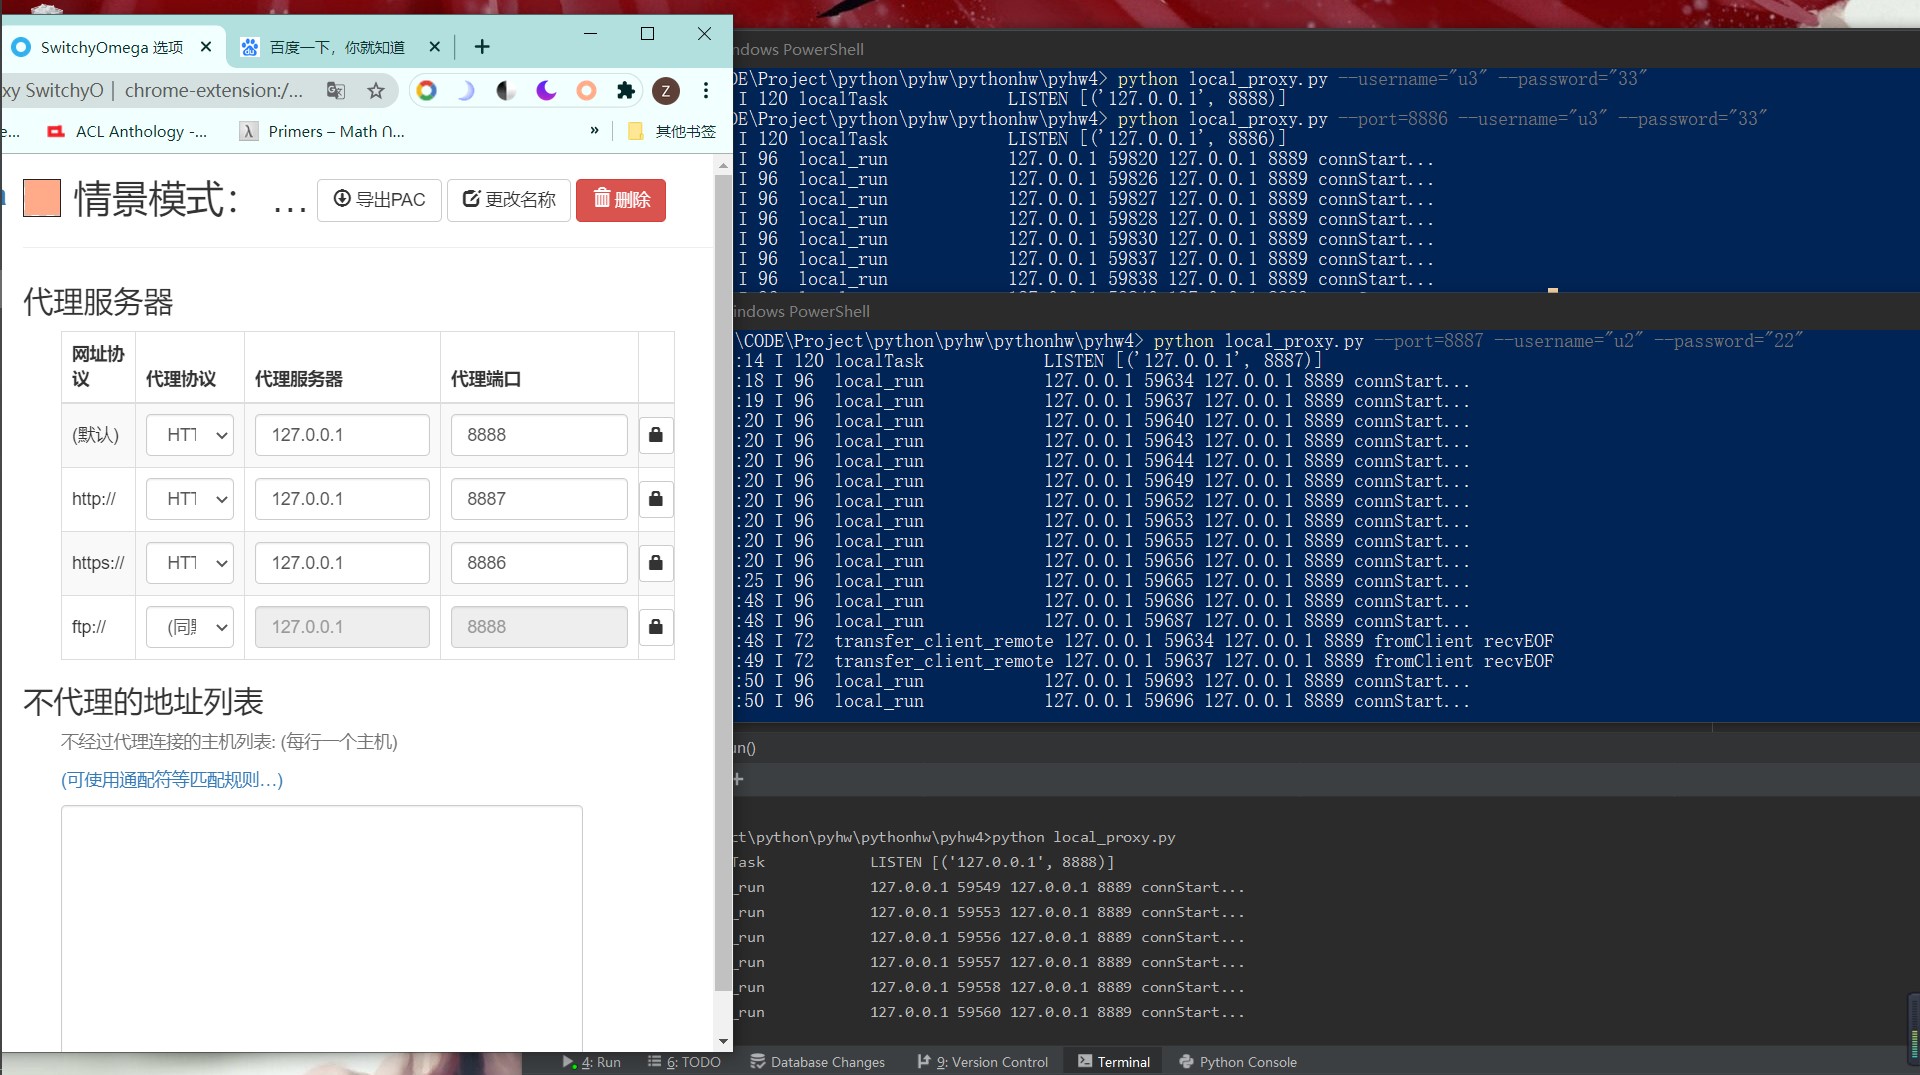 SwitchyOmega 选项
百度一下，你就知道
xy SwitchyO | chrome-extension:/...
Z
e...
ACL Anthology -...
Primers – Math ก...
»
其他书签
情景模式： ...
导出PAC
更改名称
删除
代理服务器
网址协议 代理协议 代理服务器 代理端口
(默认) HTT 127.0.0.1 8888
http:// HTT 127.0.0.1 8887
https:// HTT 127.0.0.1 8886
ftp:// (同 127.0.0.1 8888
不代理的地址列表
不经过代理连接的主机列表: (每行一个主机)
(可使用通配符等匹配规则…)
ndows PowerShell
DE\Project\python\pyhw\pythonhw\pyhw4> python local_proxy.py --username="u3" --password="33"
I 120 localTask LISTEN [('127.0.0.1', 8888)]
DE\Project\python\pyhw\pythonhw\pyhw4> python local_proxy.py --port=8886 --username="u3" --password="33"
I 120 localTask LISTEN [('127.0.0.1', 8886)]
I 96 local_run 127.0.0.1 59820 127.0.0.1 8889 connStart...
I 96 local_run 127.0.0.1 59826 127.0.0.1 8889 connStart...
I 96 local_run 127.0.0.1 59827 127.0.0.1 8889 connStart...
I 96 local_run 127.0.0.1 59828 127.0.0.1 8889 connStart...
I 96 local_run 127.0.0.1 59830 127.0.0.1 8889 connStart...
I 96 local_run 127.0.0.1 59837 127.0.0.1 8889 connStart...
I 96 local_run 127.0.0.1 59838 127.0.0.1 8889 connStart...
indows PowerShell
\CODE\Project\python\pyhw\pythonhw\pyhw4> python local_proxy.py --port=8887 --username="u2" --password="22"
:14 I 120 localTask LISTEN [('127.0.0.1', 8887)]
:18 I 96 local_run 127.0.0.1 59634 127.0.0.1 8889 connStart...
:19 I 96 local_run 127.0.0.1 59637 127.0.0.1 8889 connStart...
:20 I 96 local_run 127.0.0.1 59640 127.0.0.1 8889 connStart...
:20 I 96 local_run 127.0.0.1 59643 127.0.0.1 8889 connStart...
:20 I 96 local_run 127.0.0.1 59644 127.0.0.1 8889 connStart...
:20 I 96 local_run 127.0.0.1 59649 127.0.0.1 8889 connStart...
:20 I 96 local_run 127.0.0.1 59652 127.0.0.1 8889 connStart...
:20 I 96 local_run 127.0.0.1 59653 127.0.0.1 8889 connStart...
:20 I 96 local_run 127.0.0.1 59655 127.0.0.1 8889 connStart...
:20 I 96 local_run 127.0.0.1 59656 127.0.0.1 8889 connStart...
:25 I 96 local_run 127.0.0.1 59665 127.0.0.1 8889 connStart...
:48 I 96 local_run 127.0.0.1 59686 127.0.0.1 8889 connStart...
:48 I 96 local_run 127.0.0.1 59687 127.0.0.1 8889 connStart...
:48 I 72 transfer_client_remote 127.0.0.1 59634 127.0.0.1 8889 fromClient recvEOF
:49 I 72 transfer_client_remote 127.0.0.1 59637 127.0.0.1 8889 fromClient recvEOF
:50 I 96 local_run 127.0.0.1 59693 127.0.0.1 8889 connStart...
:50 I 96 local_run 127.0.0.1 59696 127.0.0.1 8889 connStart...
un()
ct\python\pyhw\pythonhw\pyhw4>python local_proxy.py
Task LISTEN [('127.0.0.1', 8888)]
_run 127.0.0.1 59549 127.0.0.1 8889 connStart...
_run 127.0.0.1 59553 127.0.0.1 8889 connStart...
_run 127.0.0.1 59556 127.0.0.1 8889 connStart...
_run 127.0.0.1 59557 127.0.0.1 8889 connStart...
_run 127.0.0.1 59558 127.0.0.1 8889 connStart...
_run 127.0.0.1 59560 127.0.0.1 8889 connStart...
4: Run 6: TODO Database Changes 9: Version Control Terminal Python Console